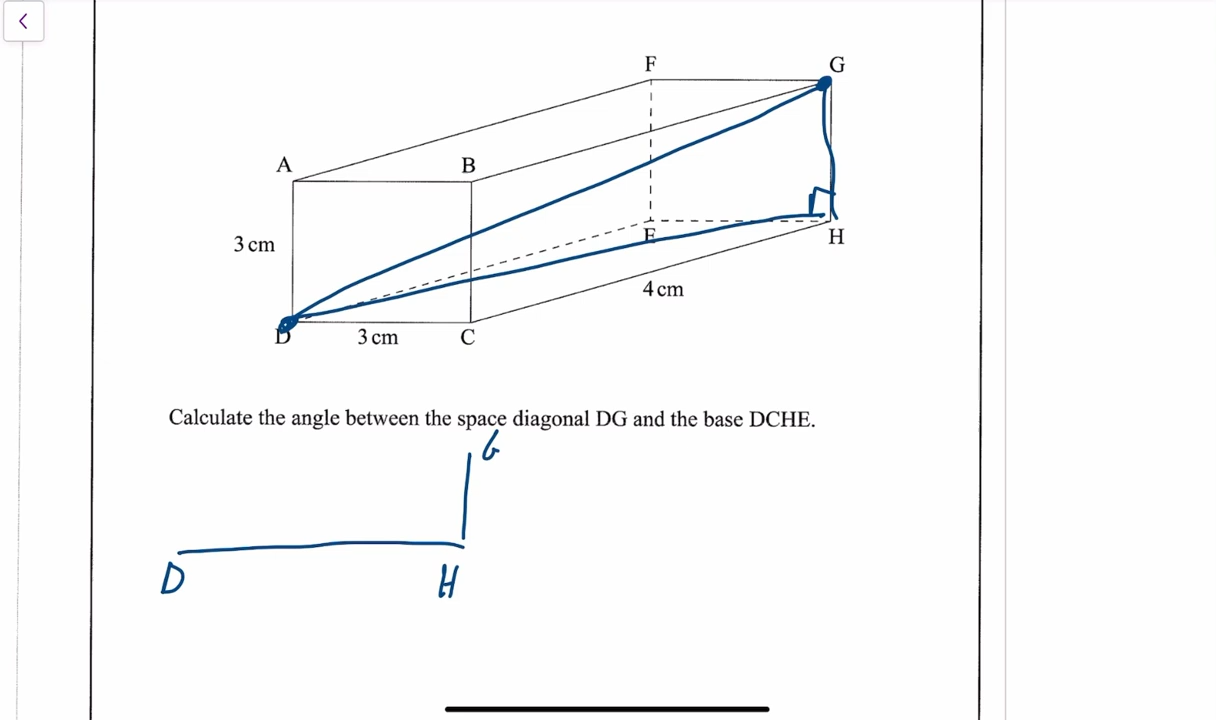 F G
A B
3 cm
E H
4 cm
D 3 cm C
Calculate the angle between the space diagonal DG and the base DCHE.
G
D H